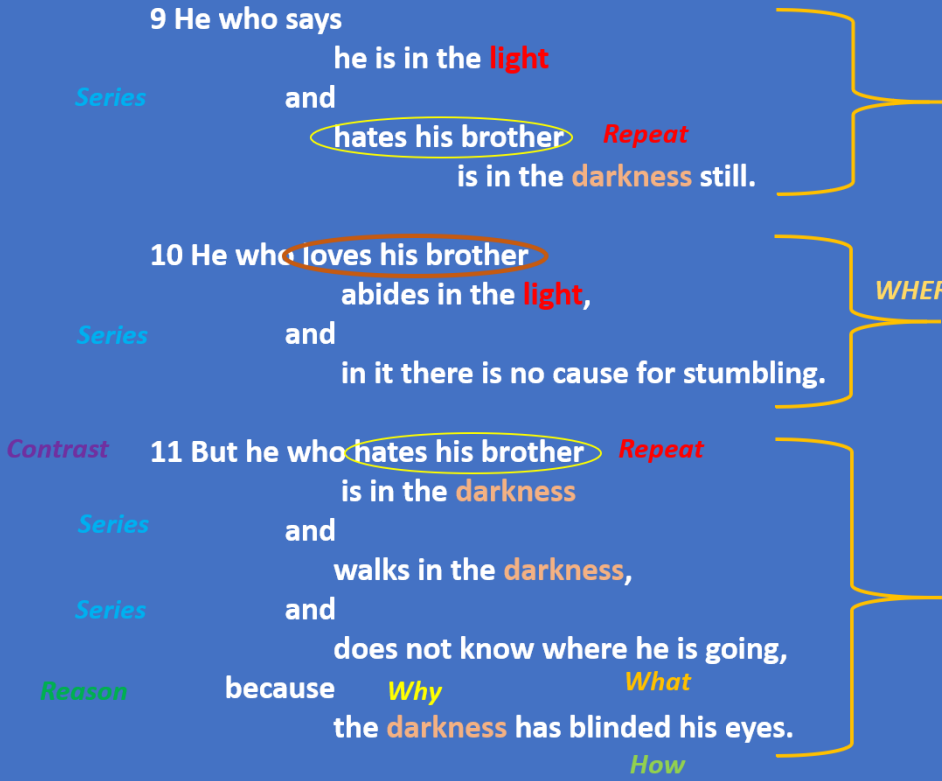 9 He who says
he is in the light
Series and
hates his brother Repeat
is in the darkness still.
10 He who loves his brother
abides in the light,
WHER
Series and
in it there is no cause for stumbling.
Contrast 11 But he who hates his brother Repeat
is in the darkness
Series and
walks in the darkness,
Series and
does not know where he is going,
Reason because Why What
the darkness has blinded his eyes.
How